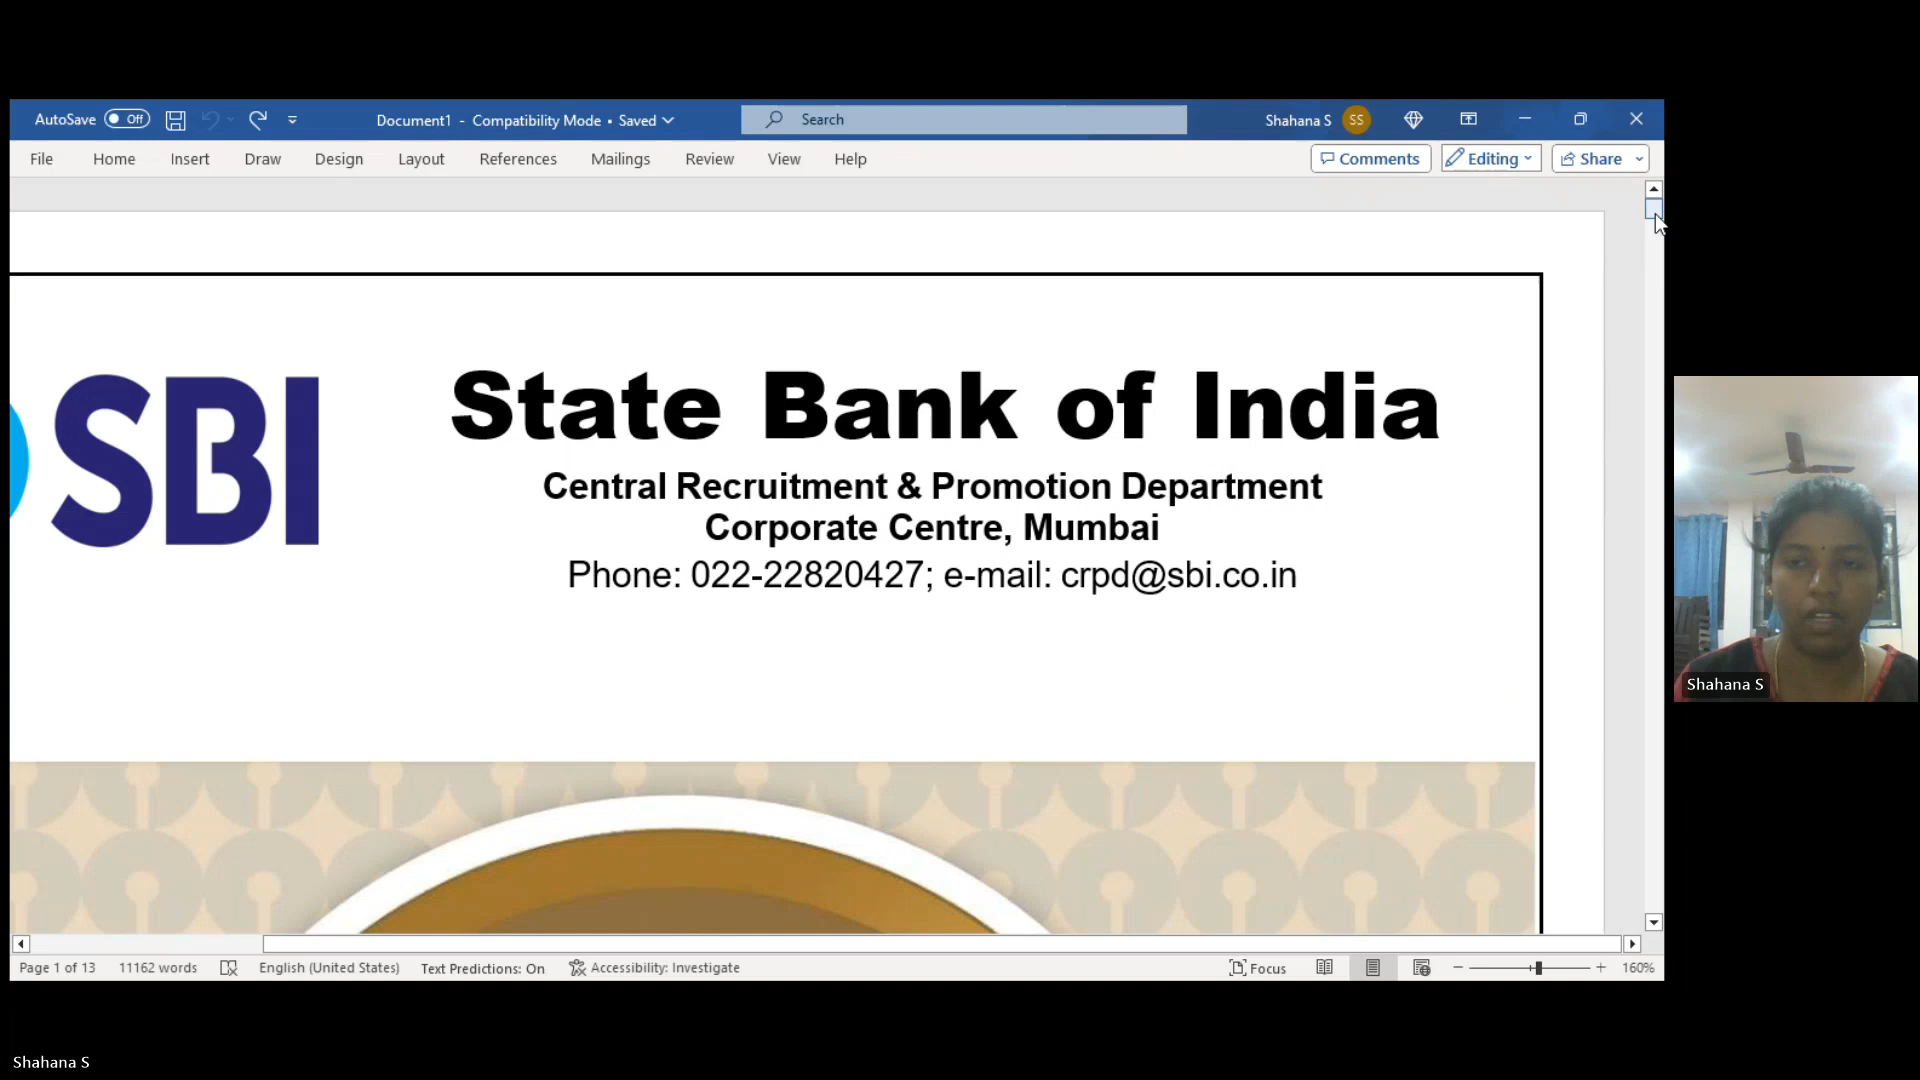 AutoSave Off Document1 - Compatibility Mode • Saved Search Shahana S SS
File Home Insert Draw Design Layout References Mailings Review View Help Comments Editing Share
SBI
State Bank of India
Central Recruitment & Promotion Department
Corporate Centre, Mumbai
Phone: 022-22820427; e-mail: crpd@sbi.co.in
Shahana S
Page 1 of 13 11162 words English (United States) Text Predictions: On Accessibility: Investigate Focus 160%
Shahana S